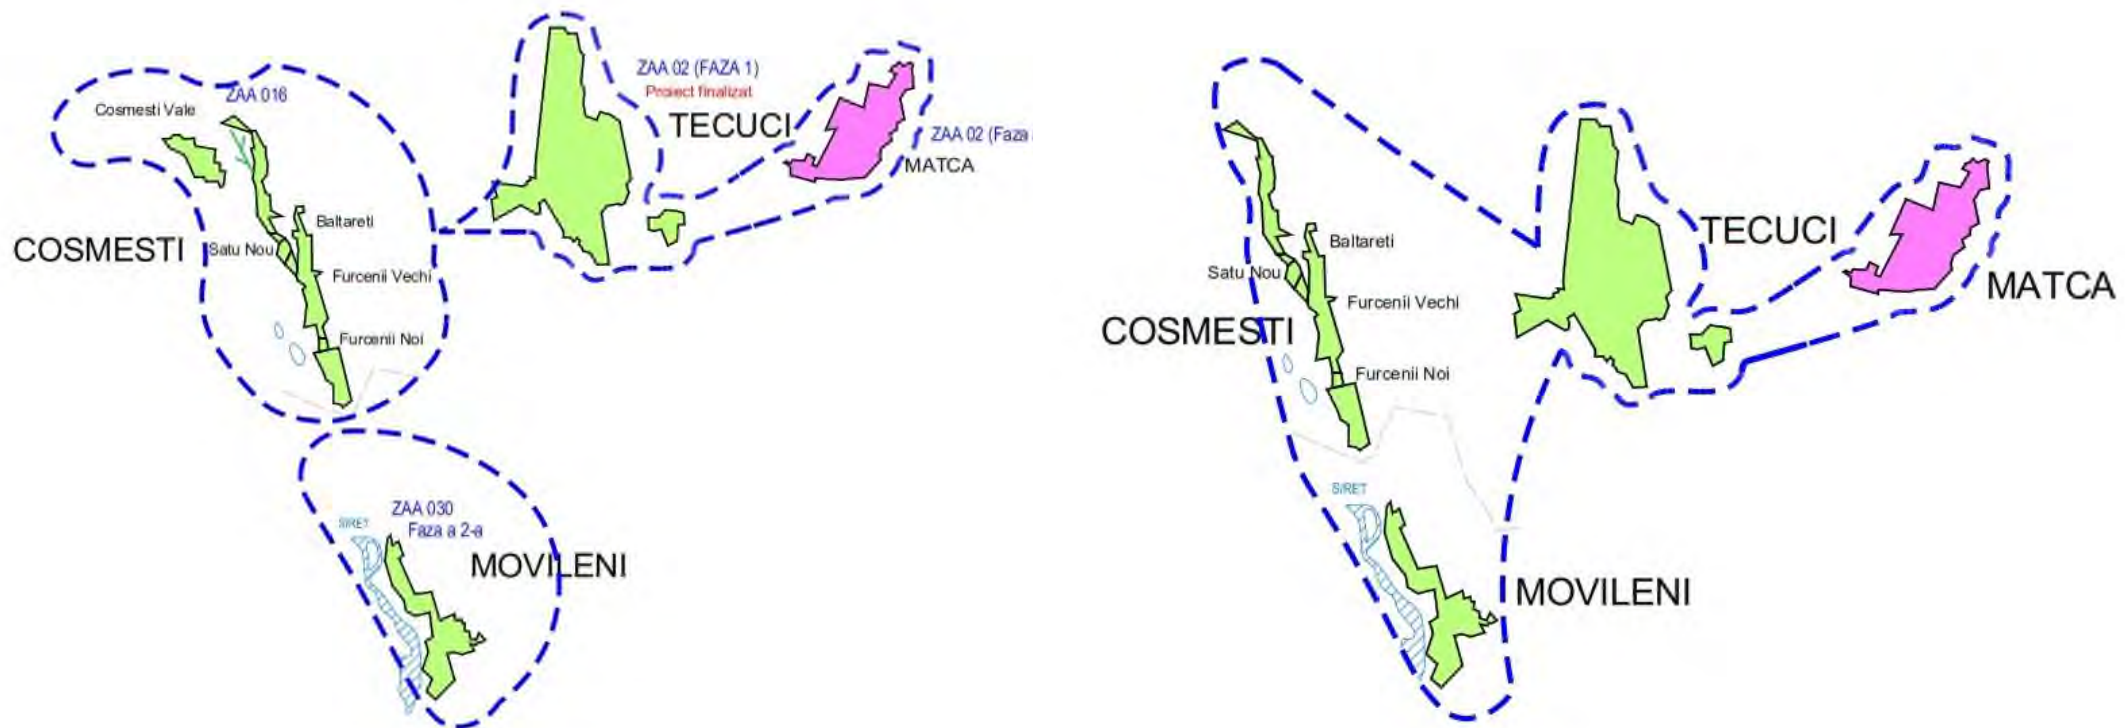 ZAA 016
Cosmesti Vale
COSMESTI
Baltareti
Satu Nou
Furcenii Vechi
Furcenii Noi
ZAA 02 (FAZA 1)
Proiect finalizat
TECUCI
ZAA 02 (Faza
MATCA
SIRET
ZAA 030
Faza a 2-a
MOVILENI
TECUCI
MATCA
Baltareti
Satu Nou
Furcenii Vechi
COSMESTI
Furcenii Noi
SIRET
MOVILENI